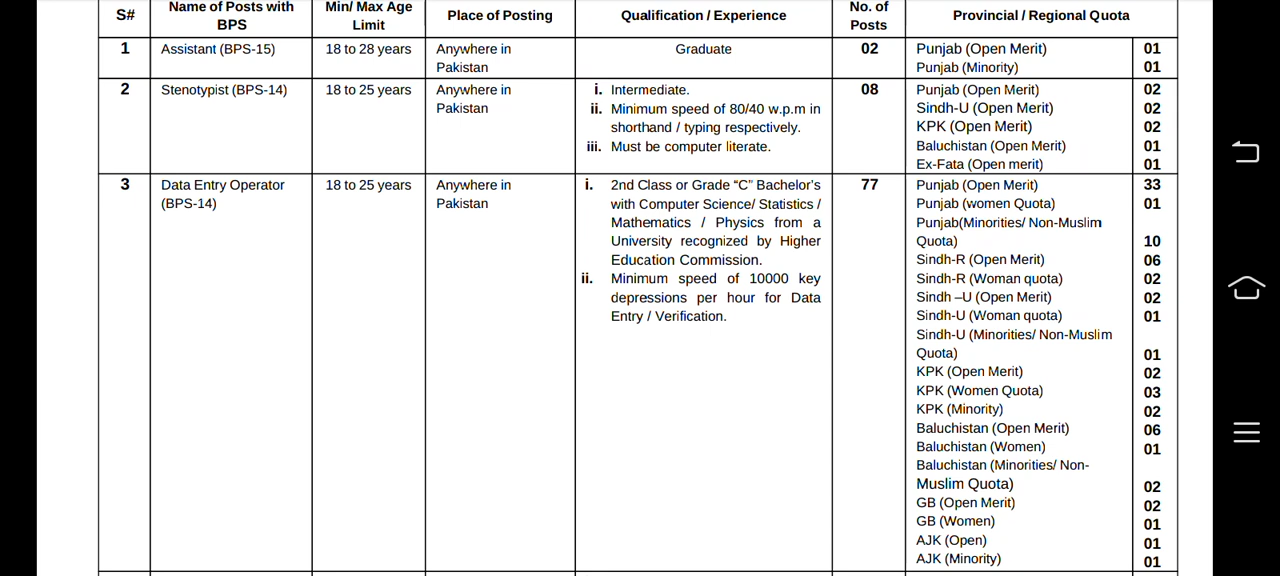 S# Name of Posts with BPS Min/ Max Age Limit Place of Posting Qualification / Experience No. of Posts Provincial / Regional Quota
1 Assistant (BPS-15) 18 to 28 years Anywhere in Pakistan Graduate 02
Punjab (Open Merit) 01
Punjab (Minority) 01
2 Stenotypist (BPS-14) 18 to 25 years Anywhere in Pakistan
i. Intermediate.
ii. Minimum speed of 80/40 w.p.m in
shorthand / typing respectively.
iii. Must be computer literate.
08
Punjab (Open Merit) 02
Sindh-U (Open Merit) 02
KPK (Open Merit) 02
Baluchistan (Open Merit) 01
Ex-Fata (Open merit) 01
3 Data Entry Operator (BPS-14) 18 to 25 years Anywhere in Pakistan
i. 2nd Class or Grade “C” Bachelor’s
with Computer Science/ Statistics /
Mathematics / Physics from a
University recognized by Higher
Education Commission.
ii. Minimum speed of 10000 key
depressions per hour for Data
Entry / Verification.
77
Punjab (Open Merit) 33
Punjab (women Quota) 01
Punjab(Minorities/ Non-Muslim
Quota) 10
Sindh-R (Open Merit) 06
Sindh-R (Woman quota) 02
Sindh –U (Open Merit) 02
Sindh-U (Woman quota) 01
Sindh-U (Minorities/ Non-Muslim
Quota) 01
KPK (Open Merit) 02
KPK (Women Quota) 03
KPK (Minority) 02
Baluchistan (Open Merit) 06
Baluchistan (Women) 01
Baluchistan (Minorities/ Non-
Muslim Quota) 02
GB (Open Merit) 02
GB (Women) 01
AJK (Open) 01
AJK (Minority) 01